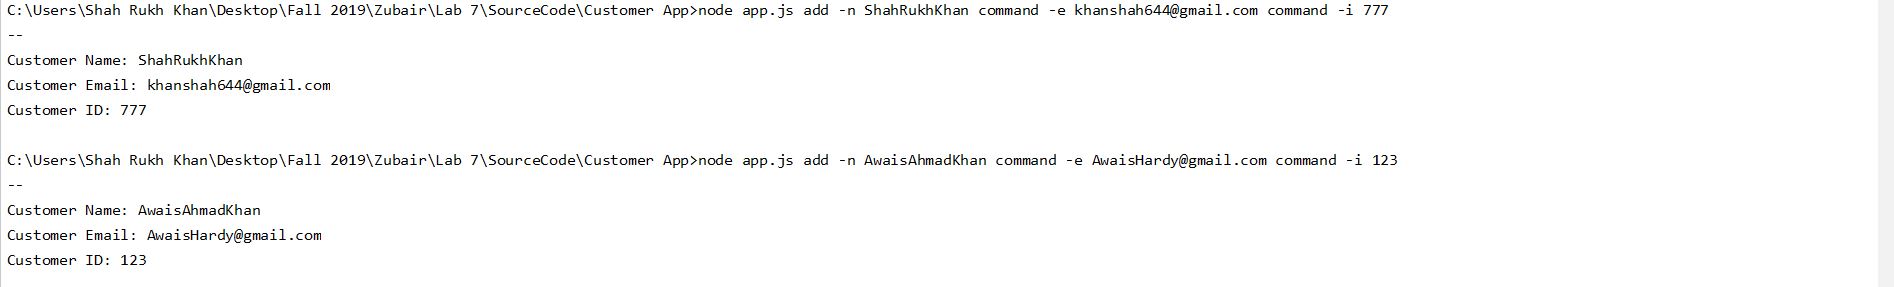 C:\Users\Shah Rukh Khan\Desktop\Fall 2019\Zubair\Lab 7\SourceCode\Customer App>node app.js add -n ShahRukhKhan command -e khanshah644@gmail.com command -i 777
--
Customer Name: ShahRukhKhan
Customer Email: khanshah644@gmail.com
Customer ID: 777
C:\Users\Shah Rukh Khan\Desktop\Fall 2019\Zubair\Lab 7\SourceCode\Customer App>node app.js add -n AwaisAhmadKhan command -e AwaisHardy@gmail.com command -i 123
--
Customer Name: AwaisAhmadKhan
Customer Email: AwaisHardy@gmail.com
Customer ID: 123